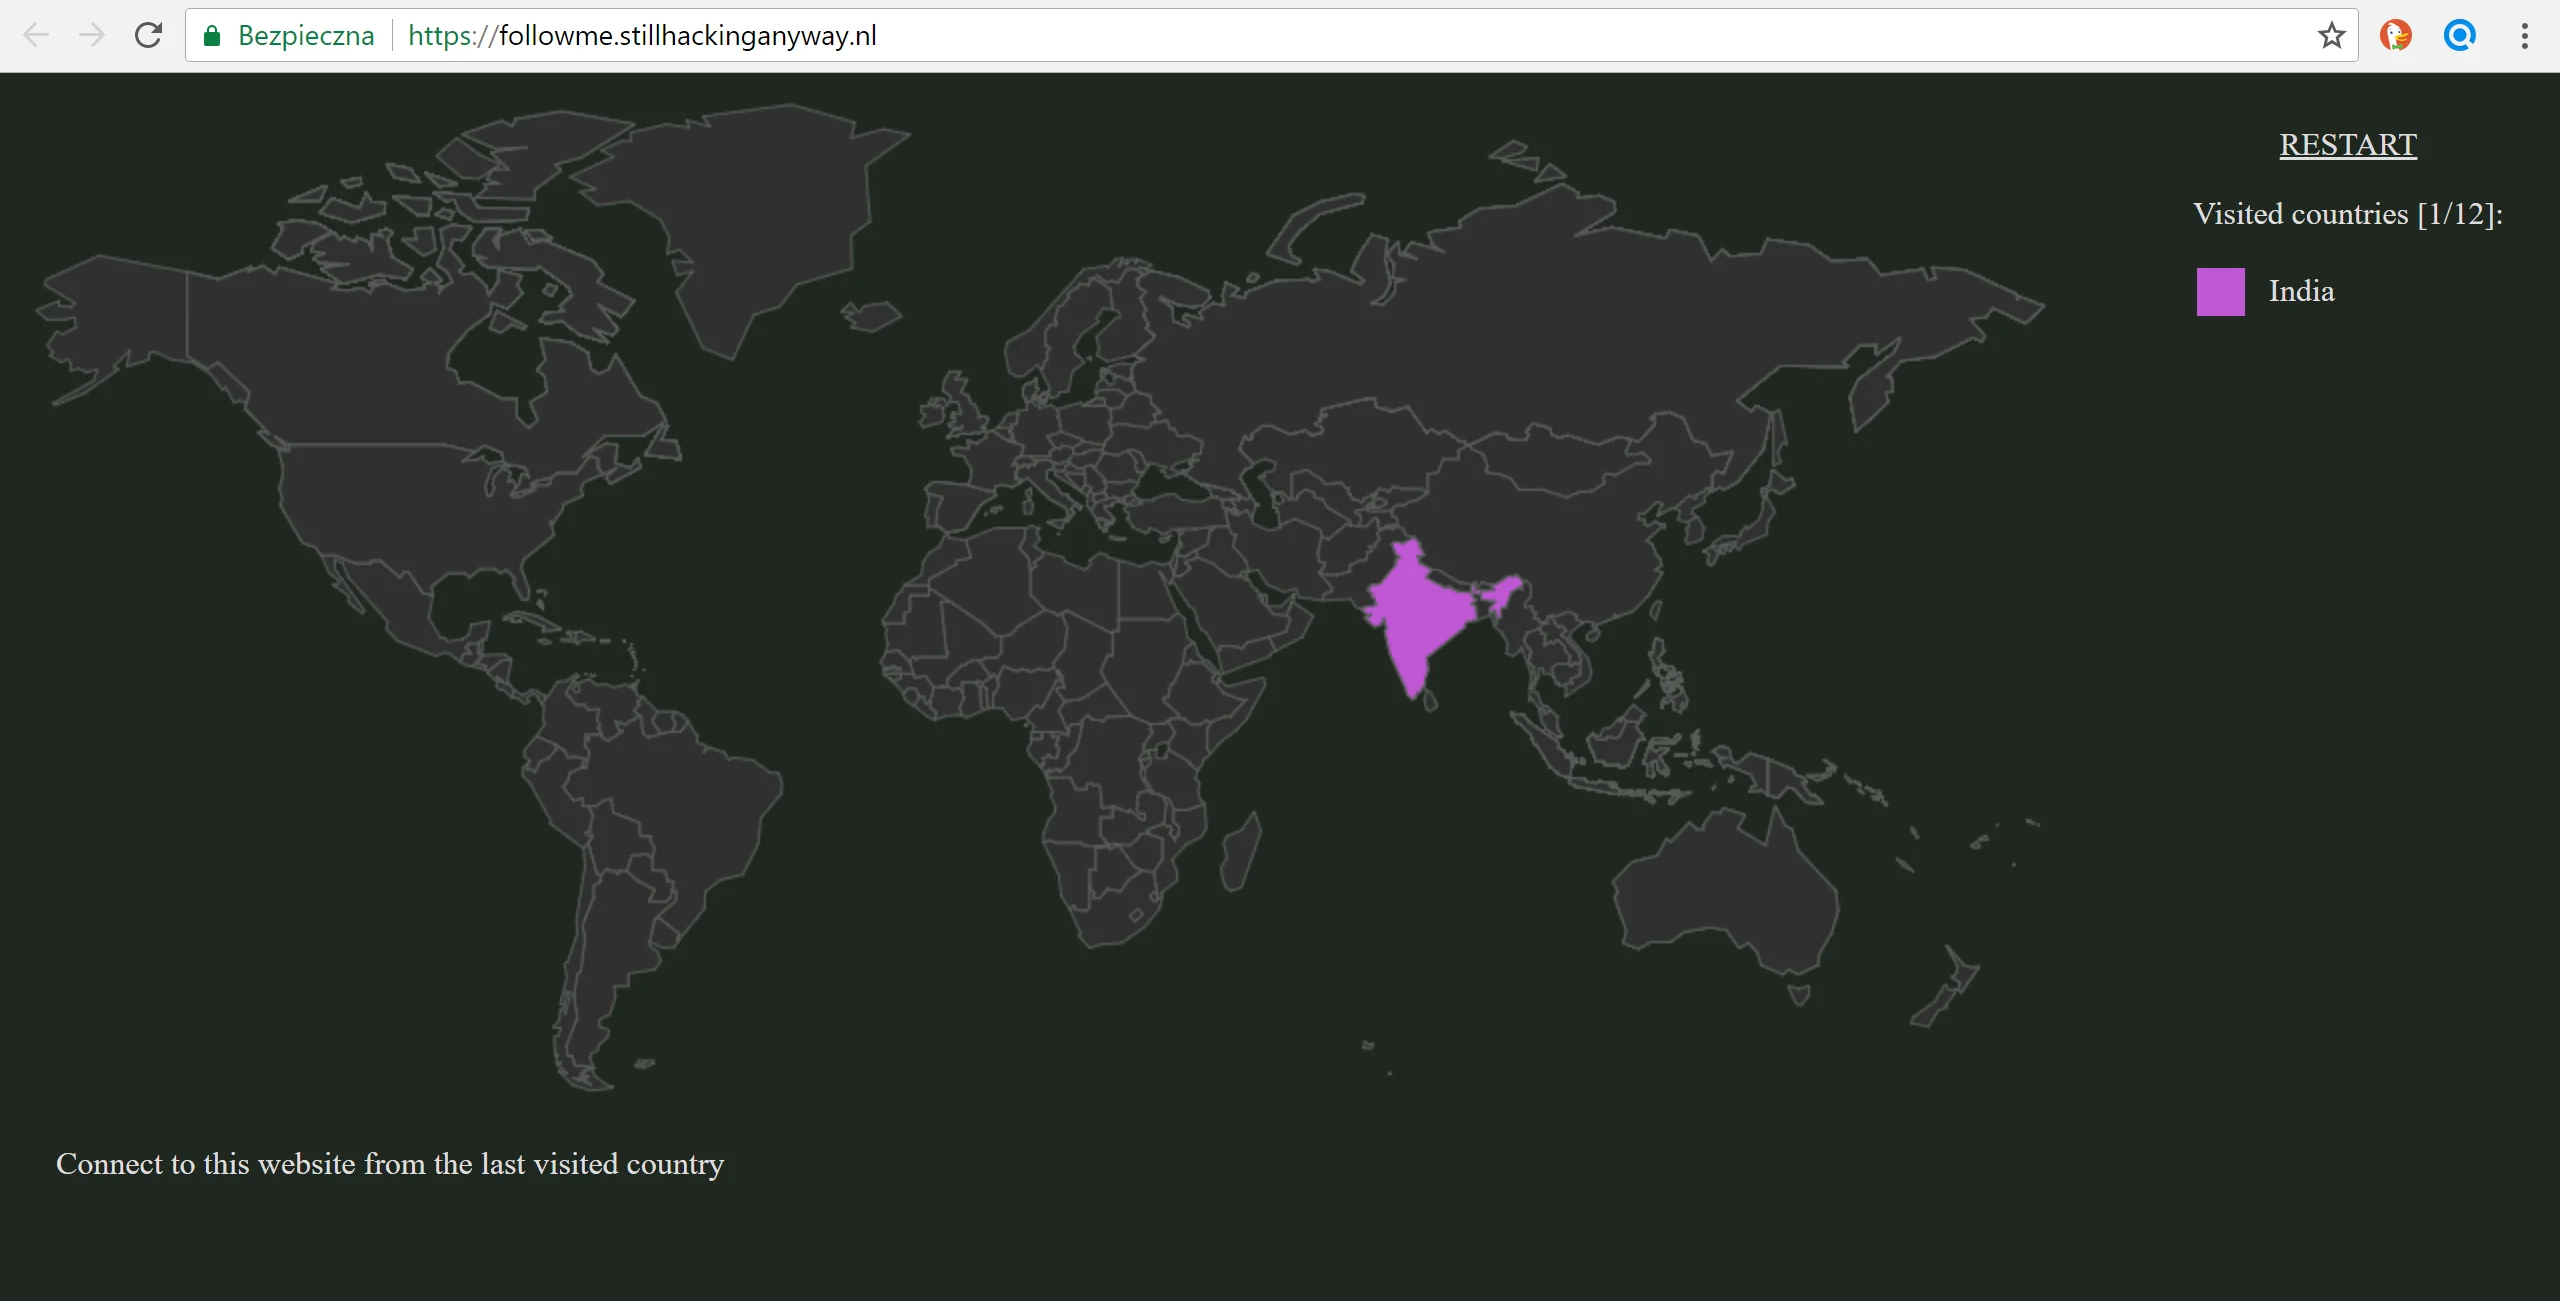 Bezpieczna https://followme.stillhackinganyway.nl
RESTART
Visited countries [1/12]:
India
Connect to this website from the last visited country